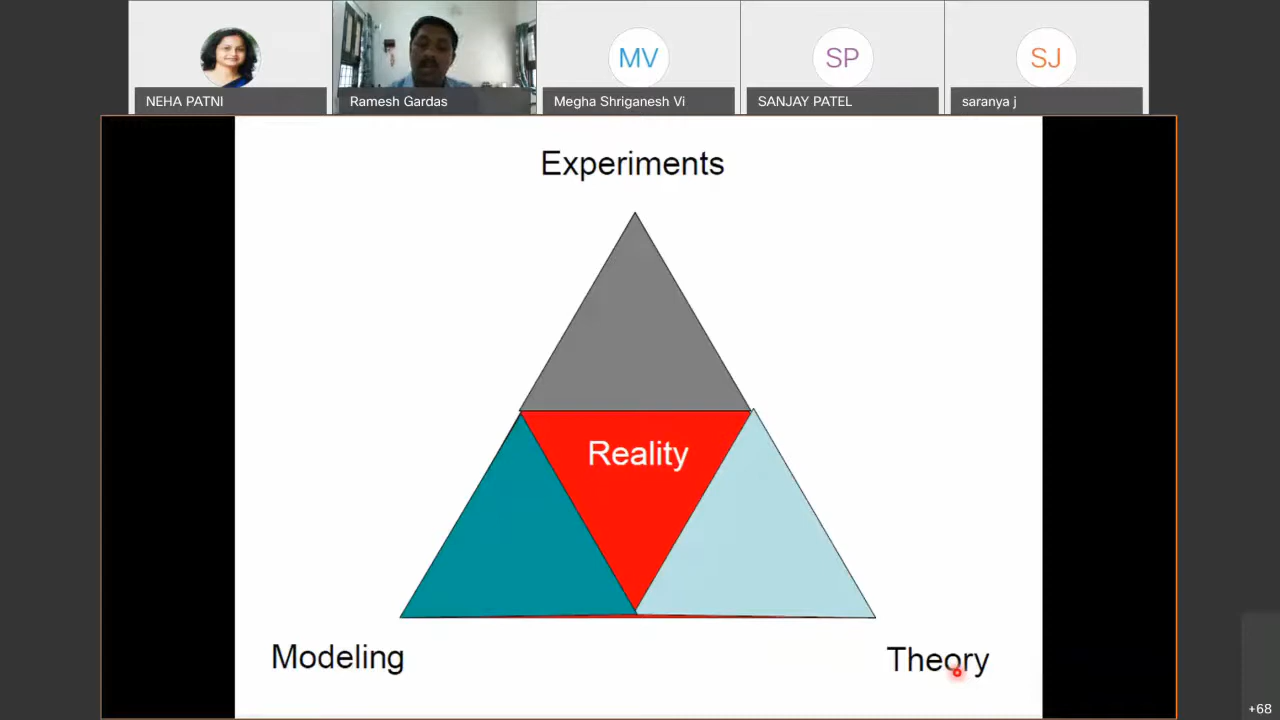 MV
SP
SJ
NEHA PATNI
Ramesh Gardas
Megha Shriganesh Vi
SANJAY PATEL
saranya j
Experiments
Reality
Modeling
Theory
+68